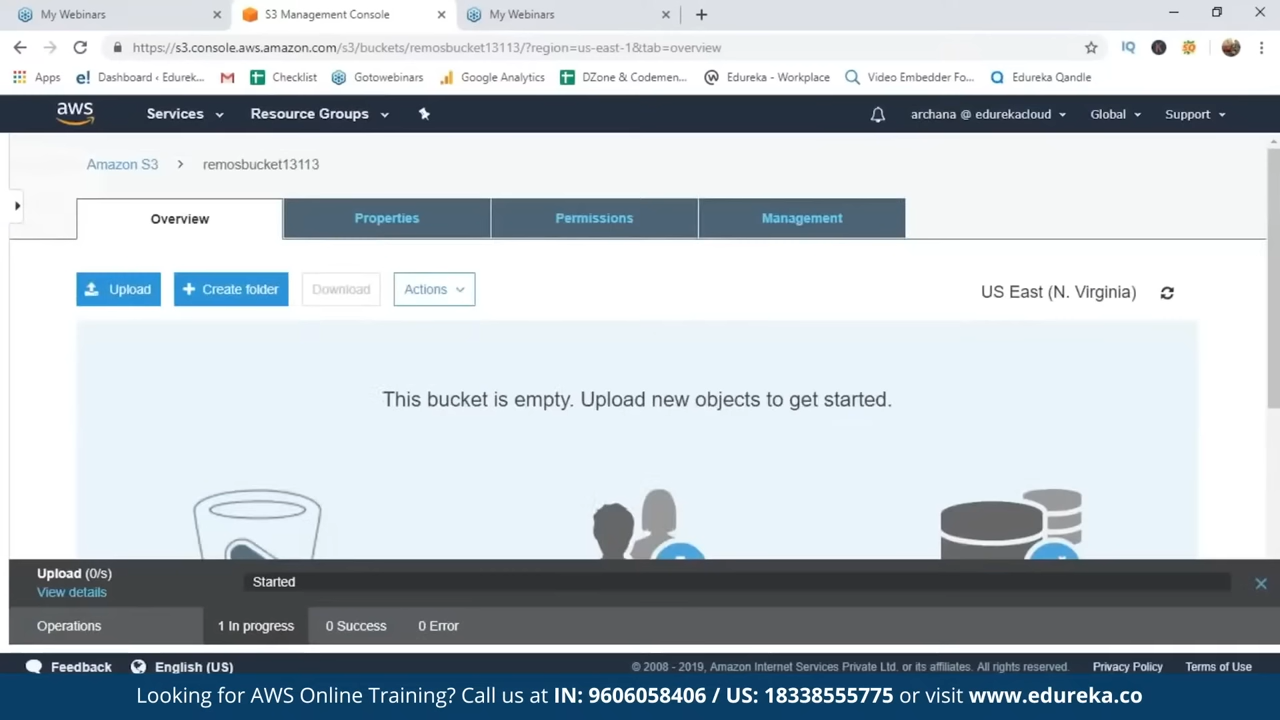 My Webinars
S3 Management Console
My Webinars
https://s3.console.aws.amazon.com/s3/buckets/remosbucket13113/?region=us-east-1&tab=overview
IQ
K
Apps
e! Dashboard ‹ Edurek...
Checklist
Gotowebinars
Google Analytics
DZone & Codemen...
Edureka - Workplace
Video Embedder Fo...
Edureka Qandle
aws
Services
Resource Groups
archana @ edurekacloud
Global
Support
Amazon S3
remosbucket13113
Overview
Properties
Permissions
Management
Upload
Create folder
Download
Actions
US East (N. Virginia)
This bucket is empty. Upload new objects to get started.
Upload (0/s)
Started
View details
Operations
1 In progress
0 Success
0 Error
Feedback
English (US)
© 2008 - 2019, Amazon Internet Services Private Ltd. or its affiliates. All rights reserved.
Privacy Policy
Terms of Use
Looking for AWS Online Training? Call us at IN: 9606058406 / US: 18338555775 or visit www.edureka.co